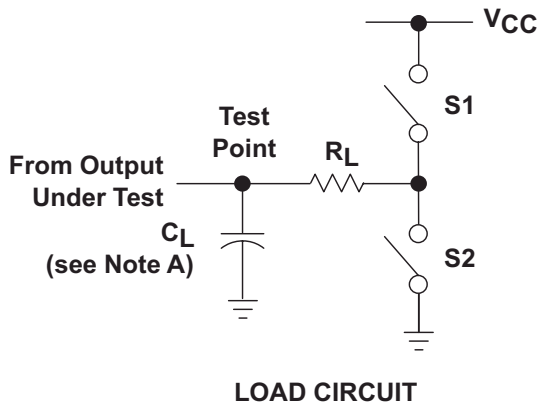 VCC
S1
Test
Point
RL
From Output
Under Test
CL
(see Note A)
S2
LOAD CIRCUIT